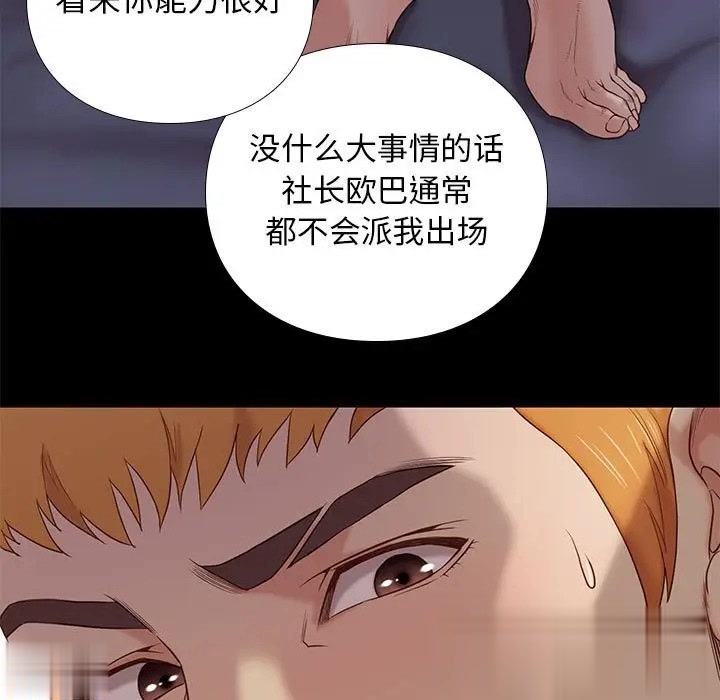 看来你能力很好
没什么大事情的话
社长欧巴通常
都不会派我出场